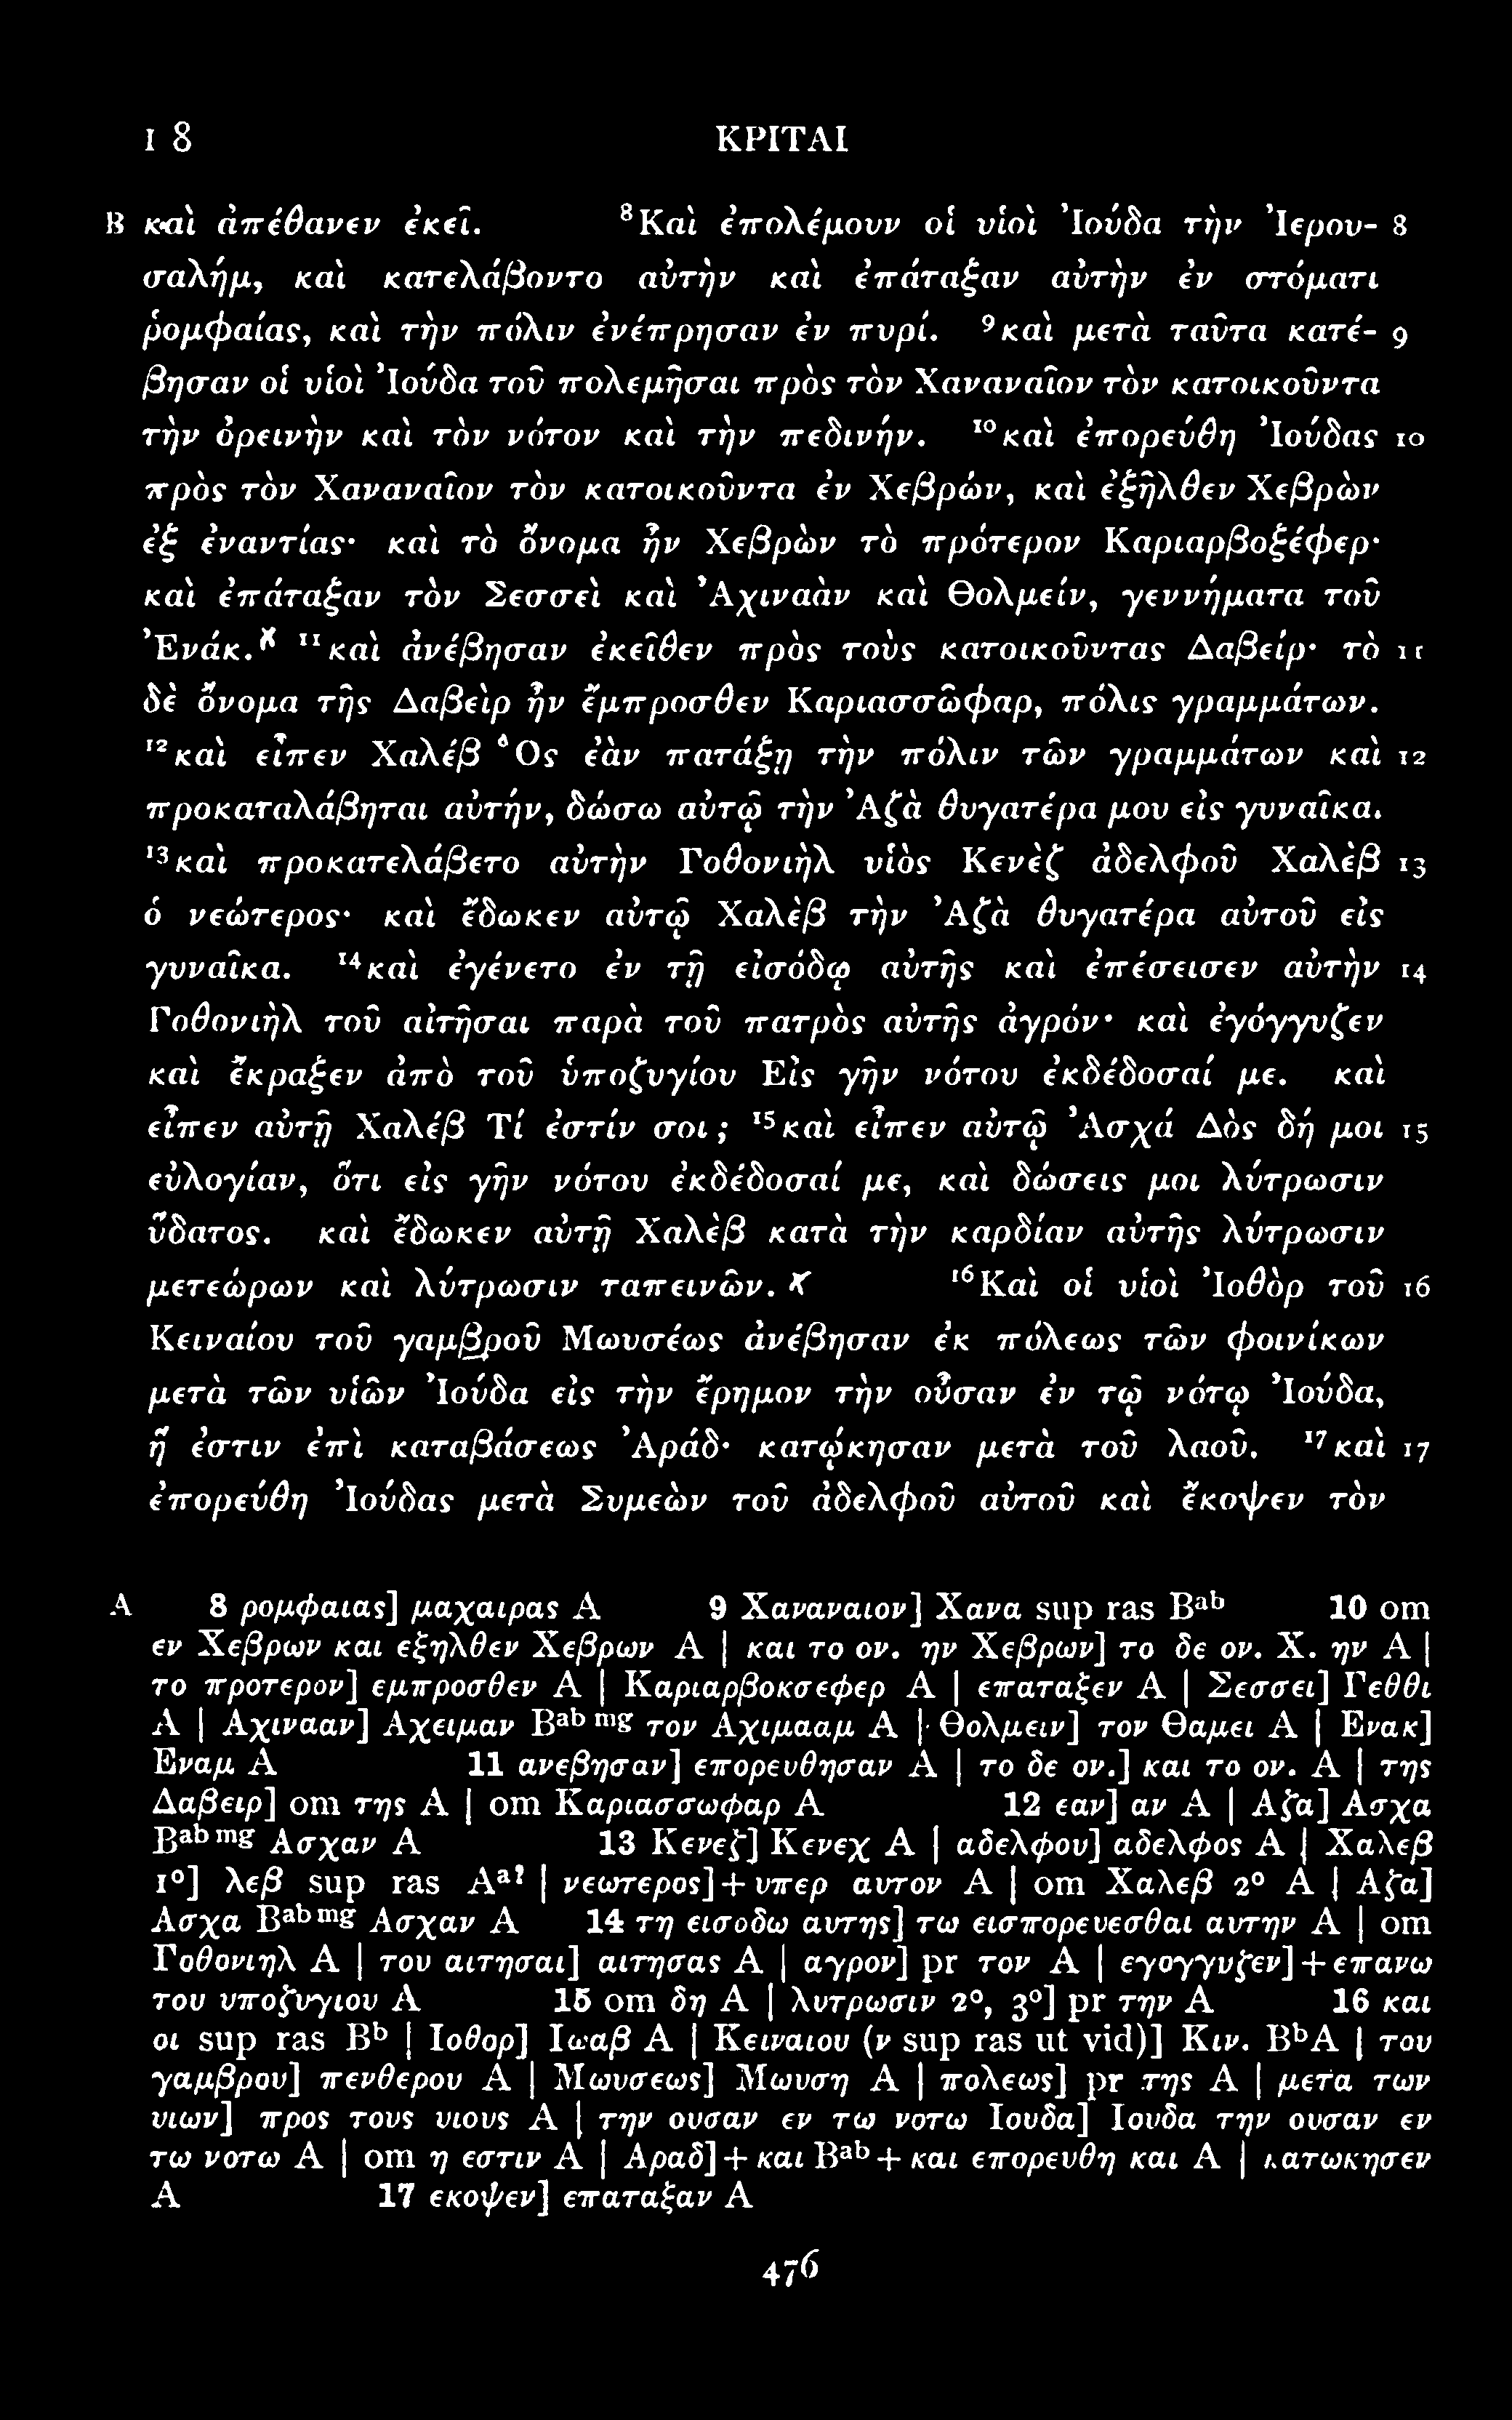 I 8 ΚΡΙΤΑΙ
B καὶ ἀπέθανεν ἐκεῖ. ⁸Καὶ ἐπολέμουν οἱ υἱοὶ Ἰούδα τὴν Ἰερου- 8
σαλήμ, καὶ κατελάβοντο αὐτὴν καὶ ἐπάταξαν αὐτὴν ἐν στόματι
ῥομφαίας, καὶ τὴν πόλιν ἐνέπρησαν ἐν πυρί. ⁹καὶ μετὰ ταῦτα κατέ- 9
βησαν οἱ υἱοὶ Ἰούδα τοῦ πολεμῆσαι πρὸς τὸν Χαναναῖον τὸν κατοικοῦντα
τὴν ὀρεινὴν καὶ τὸν νότον καὶ τὴν πεδινήν. ¹⁰καὶ ἐπορεύθη Ἰούδας 10
πρὸς τὸν Χαναναῖον τὸν κατοικοῦντα ἐν Χεβρών, καὶ ἐξῆλθεν Χεβρὼν
ἐξ ἐναντίας· καὶ τὸ ὄνομα ἦν Χεβρὼν τὸ πρότερον Καριαρβοξέφερ·
καὶ ἐπάταξαν τὸν Σεσσεὶ καὶ Ἀχιναὰν καὶ Θολμείν, γεννήματα τοῦ
Ἐνάκ. ¹¹καὶ ἀνέβησαν ἐκεῖθεν πρὸς τοὺς κατοικοῦντας Δαβείρ· τὸ 11
δὲ ὄνομα τῆς Δαβεὶρ ἦν ἔμπροσθεν Καριασσῶφαρ, πόλις γραμμάτων.
¹²καὶ εἶπεν Χαλέβ Ὃς ἐὰν πατάξῃ τὴν πόλιν τῶν γραμμάτων καὶ 12
προκαταλάβηται αὐτήν, δώσω αὐτῷ τὴν Ἀζὰ θυγατέρα μου εἰς γυναῖκα.
¹³καὶ προκατελάβετο αὐτὴν Γοθονιὴλ υἱὸς Κενὲζ ἀδελφοῦ Χαλὲβ 13
ὁ νεώτερος· καὶ ἔδωκεν αὐτῷ Χαλὲβ τὴν Ἀζὰ θυγατέρα αὐτοῦ εἰς
γυναῖκα. ¹⁴καὶ ἐγένετο ἐν τῇ εἰσόδῳ αὐτῆς καὶ ἐπέσεισεν αὐτὴν 14
Γοθονιὴλ τοῦ αἰτῆσαι παρὰ τοῦ πατρὸς αὐτῆς ἀγρόν· καὶ ἐγόγγυζεν
καὶ ἔκραξεν ἀπὸ τοῦ ὑποζυγίου Εἰς γῆν νότου ἐκδέδοσαί με. καὶ
εἶπεν αὐτῇ Χαλέβ Τί ἐστίν σοι; ¹⁵καὶ εἶπεν αὐτῷ Ἀσχά Δὸς δή μοι 15
εὐλογίαν, ὅτι εἰς γῆν νότου ἐκδέδοσαί με, καὶ δώσεις μοι λύτρωσιν
ὕδατος. καὶ ἔδωκεν αὐτῇ Χαλὲβ κατὰ τὴν καρδίαν αὐτῆς λύτρωσιν
μετεώρων καὶ λύτρωσιν ταπεινῶν. ¹⁶Καὶ οἱ υἱοὶ Ἰοθὸρ τοῦ 16
Κειναίου τοῦ γαμβροῦ Μωυσέως ἀνέβησαν ἐκ πόλεως τῶν φοινίκων
μετὰ τῶν υἱῶν Ἰούδα εἰς τὴν ἔρημον τὴν οὖσαν ἐν τῷ νότῳ Ἰούδα,
ἥ ἐστιν ἐπὶ καταβάσεως Ἀράδ· κατῴκησαν μετὰ τοῦ λαοῦ. ¹⁷καὶ 17
ἐπορεύθη Ἰούδας μετὰ Συμεὼν τοῦ ἀδελφοῦ αὐτοῦ καὶ ἔκοψεν τὸν
A 8 ρομφαιας] μαχαιρας A 9 Χαναναιον] Χανα sup ras Bᵃᵇ 10 om
εν Χεβρων και εξηλθεν Χεβρων A | και το ον. ην Χεβρων] το δε ον. Χ. ην A |
το προτερον] εμπροσθεν A | Καριαρβοκσεφερ A | επαταξεν A | Σεσσει] Γεθθι
A | Αχινααν] Αχειμαν Bᵃᵇ ᵐᵍ τον Αχιμααμ A | Θολμειν] τον Θαμει A | Ενακ]
Εναμ A 11 ανεβησαν] επορευθησαν A | το δε ον.] και το ον. A | της
Δαβειρ] om της A | om Καριασσωφαρ A 12 εαν] αν A | Αζα] Ασχα
Bᵃᵇ ᵐᵍ Ασχαν A 13 Κενεζ] Κενεχ A | αδελφου] αδελφος A | Χαλεβ
1°] λεβ sup ras Aᵃ? | νεωτερος]+υπερ αυτον A | om Χαλεβ 2° A | Αζα]
Ασχα Bᵃᵇ ᵐᵍ Ασχαν A 14 τη εισοδω αυτης] τω εισπορευεσθαι αυτην A | om
Γοθονιηλ A | του αιτησαι] αιτησας A | αγρον] pr τον A | εγογγυζεν]+επανω
του υποζυγιου A 15 om δη A | λυτρωσιν 2°, 3°] pr την A 16 και
οι sup ras Bᵇ | Ιοθορ] Ιωαβ A | Κειναιου (ν sup ras ut vid)] Κιν. BᵇA | του
γαμβρου] πενθερου A | Μωυσεως] Μωυση A | πολεως] pr της A | μετα των
υιων] προς τους υιους A | την ουσαν εν τω νοτω Ιουδα] Ιουδα την ουσαν εν
τω νοτω A | om η εστιν A | Αραδ]+και Bᵃᵇ+και επορευθη και A | κατωκησεν
A 17 εκοψεν] επαταξαν A
476